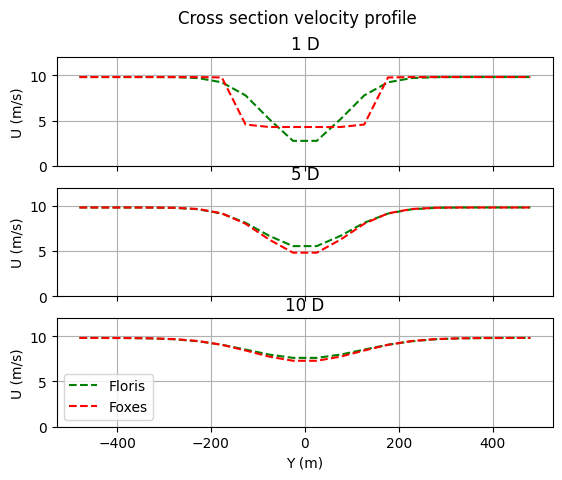 Cross section velocity profile
1 D
10
5
0
U (m/s)
5 D
10
5
0
U (m/s)
10 D
10
5
0
U (m/s)
Floris
Foxes
−400 −200 0 200 400
Y (m)